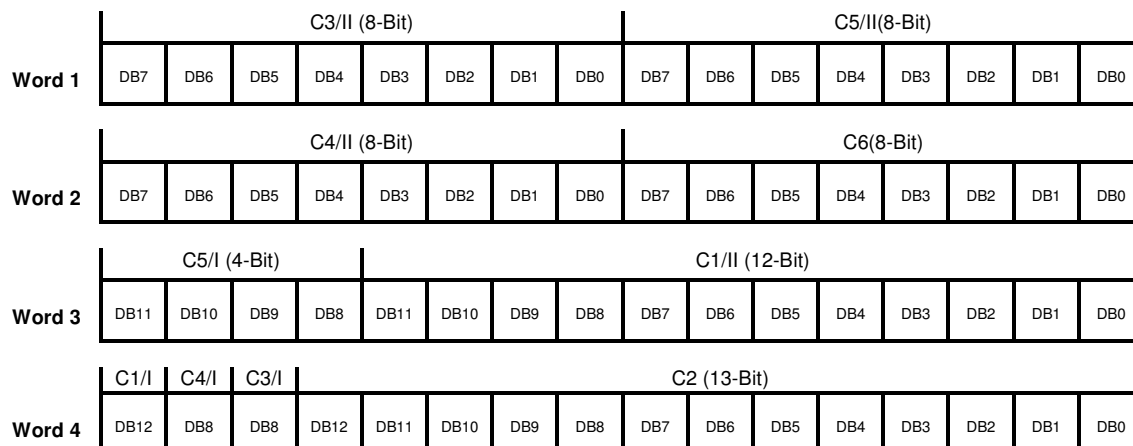 C3/II (8-Bit) C5/II(8-Bit)
Word 1 DB7 DB6 DB5 DB4 DB3 DB2 DB1 DB0 DB7 DB6 DB5 DB4 DB3 DB2 DB1 DB0
C4/II (8-Bit) C6(8-Bit)
Word 2 DB7 DB6 DB5 DB4 DB3 DB2 DB1 DB0 DB7 DB6 DB5 DB4 DB3 DB2 DB1 DB0
C5/I (4-Bit) C1/II (12-Bit)
Word 3 DB11 DB10 DB9 DB8 DB11 DB10 DB9 DB8 DB7 DB6 DB5 DB4 DB3 DB2 DB1 DB0
C1/I C4/I C3/I C2 (13-Bit)
Word 4 DB12 DB8 DB8 DB12 DB11 DB10 DB9 DB8 DB7 DB6 DB5 DB4 DB3 DB2 DB1 DB0